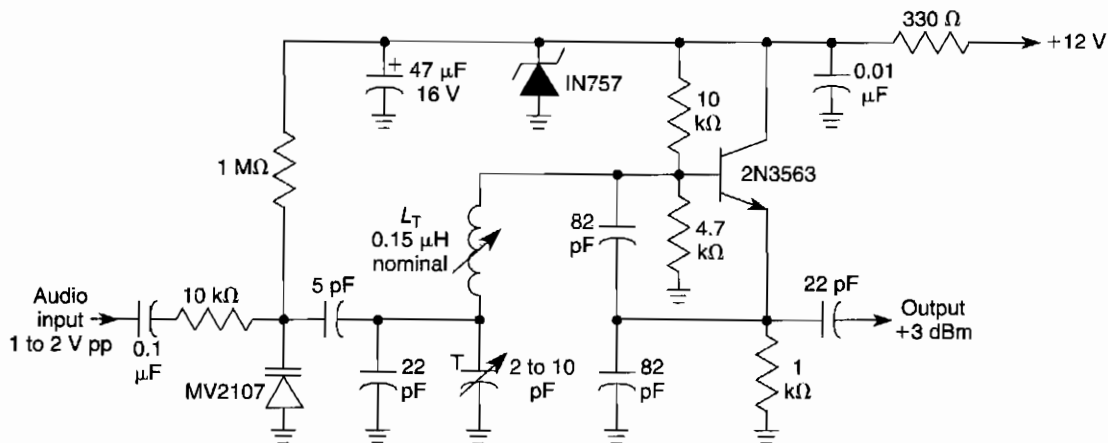 330 Ω
+12 V
+
47 µF
16 V
IN757
10
kΩ
0.01
µF
1 MΩ
2N3563
LT
0.15 µH
nominal
82
pF
4.7
kΩ
Audio
input
1 to 2 V pp
0.1
µF
10 kΩ
5 pF
22 pF
Output
+3 dBm
MV2107
22
pF
T
2 to 10
pF
82
pF
1
kΩ